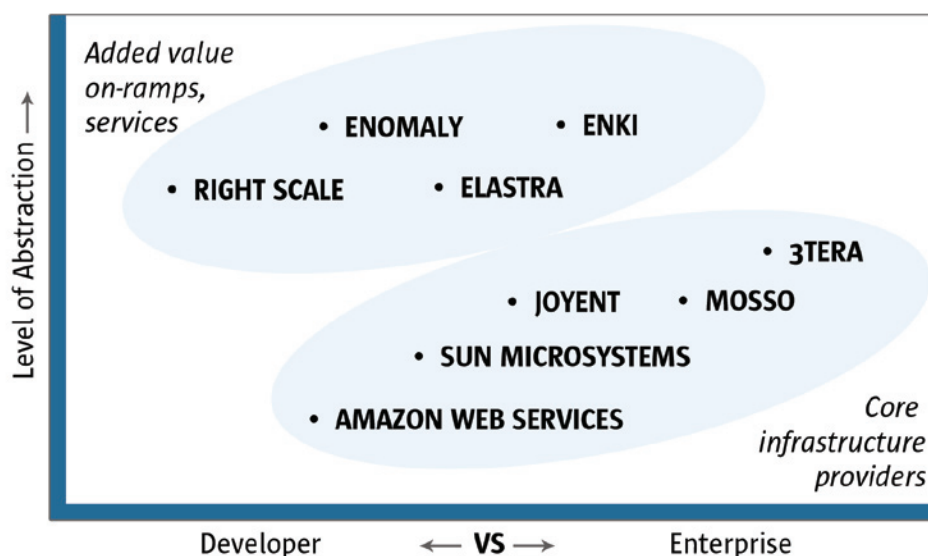 Added value
on-ramps,
services
• ENOMALY
• ENKI
• RIGHT SCALE
• ELASTRA
• 3TERA
• JOYENT
• MOSSO
• SUN MICROSYSTEMS
• AMAZON WEB SERVICES
Core
infrastructure
providers
Level of Abstraction →
Developer ← VS → Enterprise